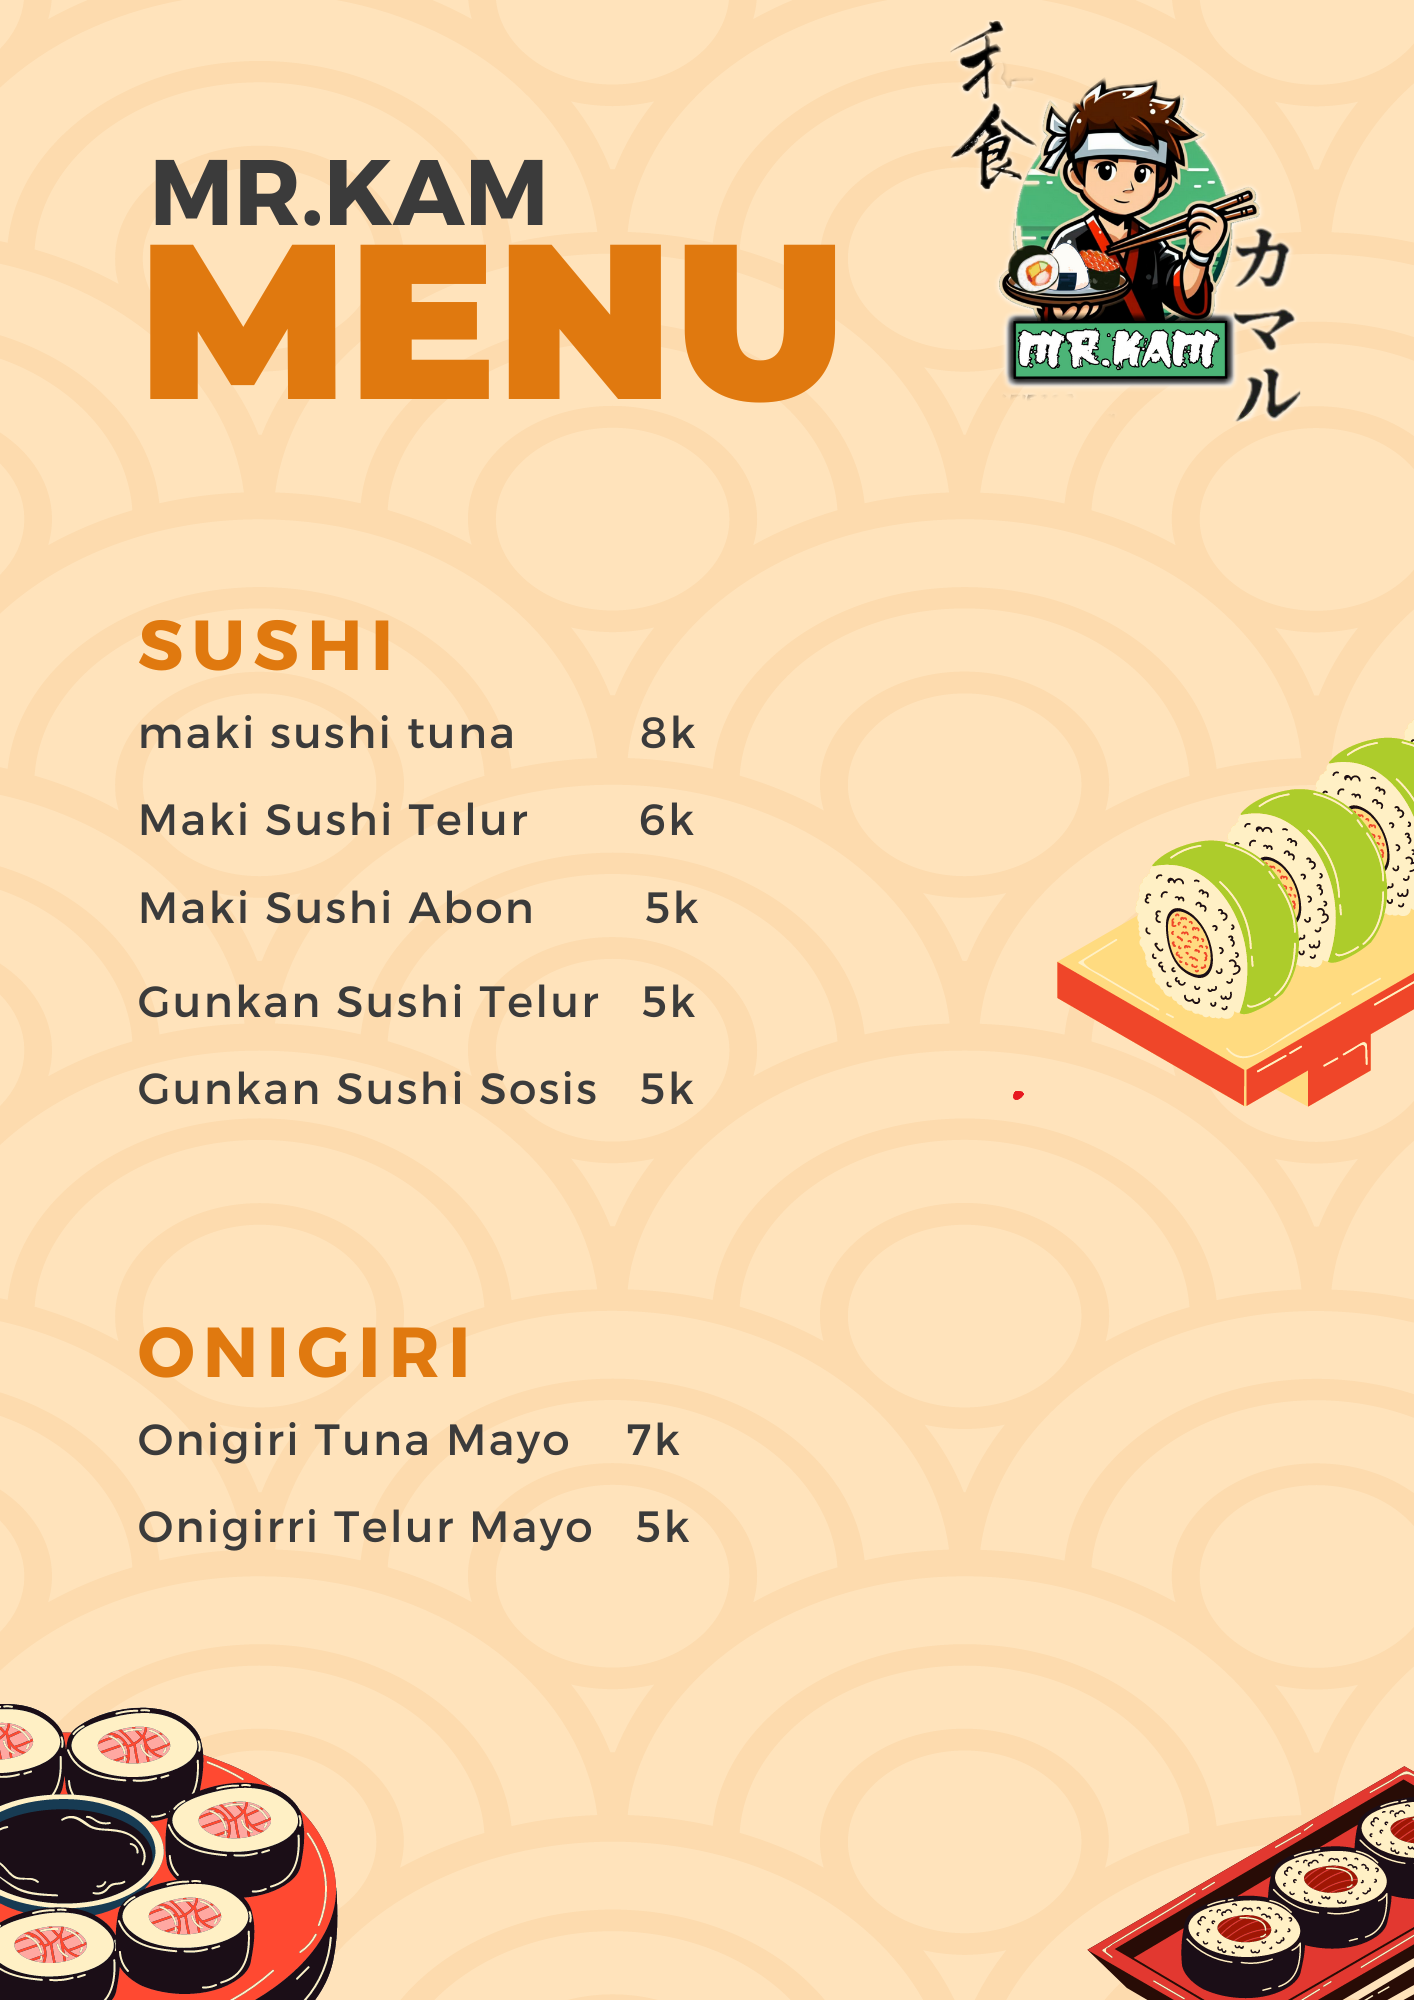 和食
MR.KAM
カマル
MR.KAM
MENU
SUSHI
maki sushi tuna 8k
Maki Sushi Telur 6k
Maki Sushi Abon 5k
Gunkan Sushi Telur 5k
Gunkan Sushi Sosis 5k
ONIGIRI
Onigiri Tuna Mayo 7k
Onigirri Telur Mayo 5k